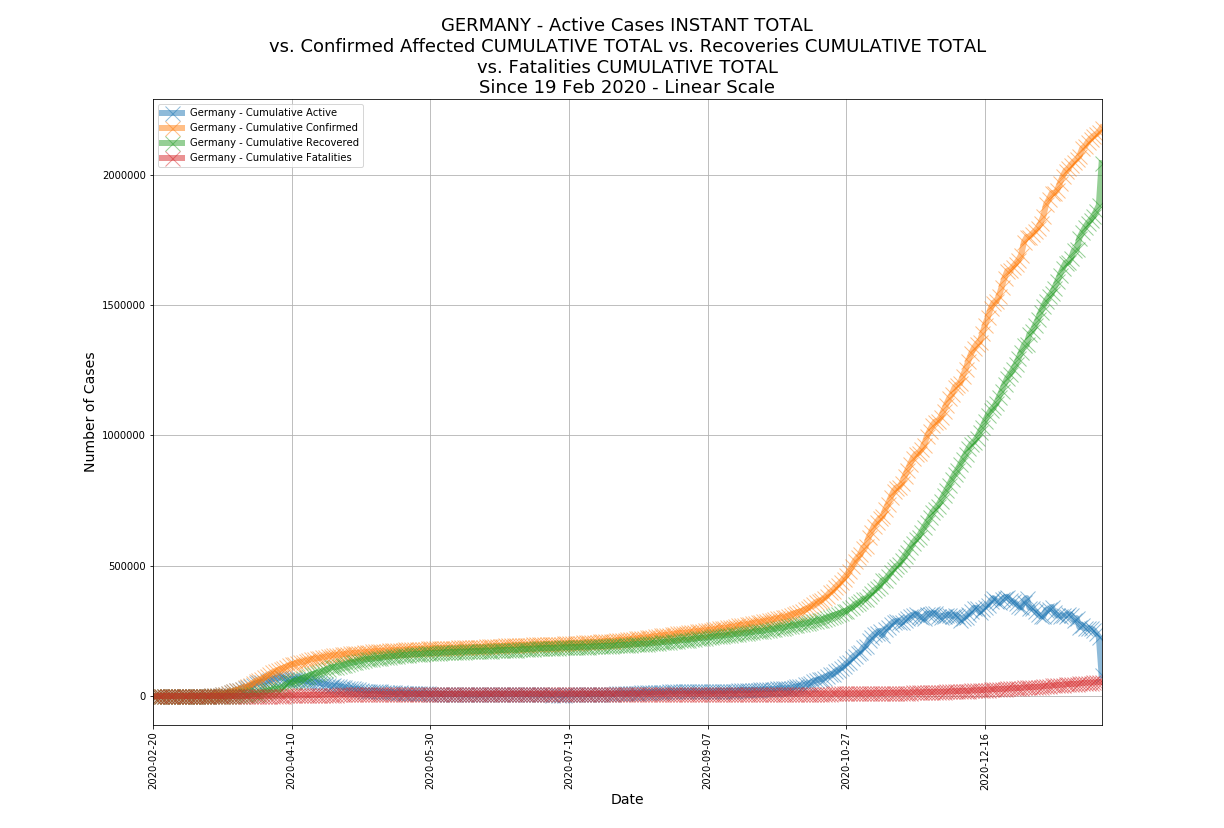 GERMANY - Active Cases INSTANT TOTAL
vs. Confirmed Affected CUMULATIVE TOTAL vs. Recoveries CUMULATIVE TOTAL
vs. Fatalities CUMULATIVE TOTAL
Since 19 Feb 2020 - Linear Scale
Germany - Cumulative Active
Germany - Cumulative Confirmed
Germany - Cumulative Recovered
Germany - Cumulative Fatalities
Number of Cases
2000000
1500000
1000000
500000
0
2020-02-20
2020-04-10
2020-05-30
2020-07-19
2020-09-07
2020-10-27
2020-12-16
Date